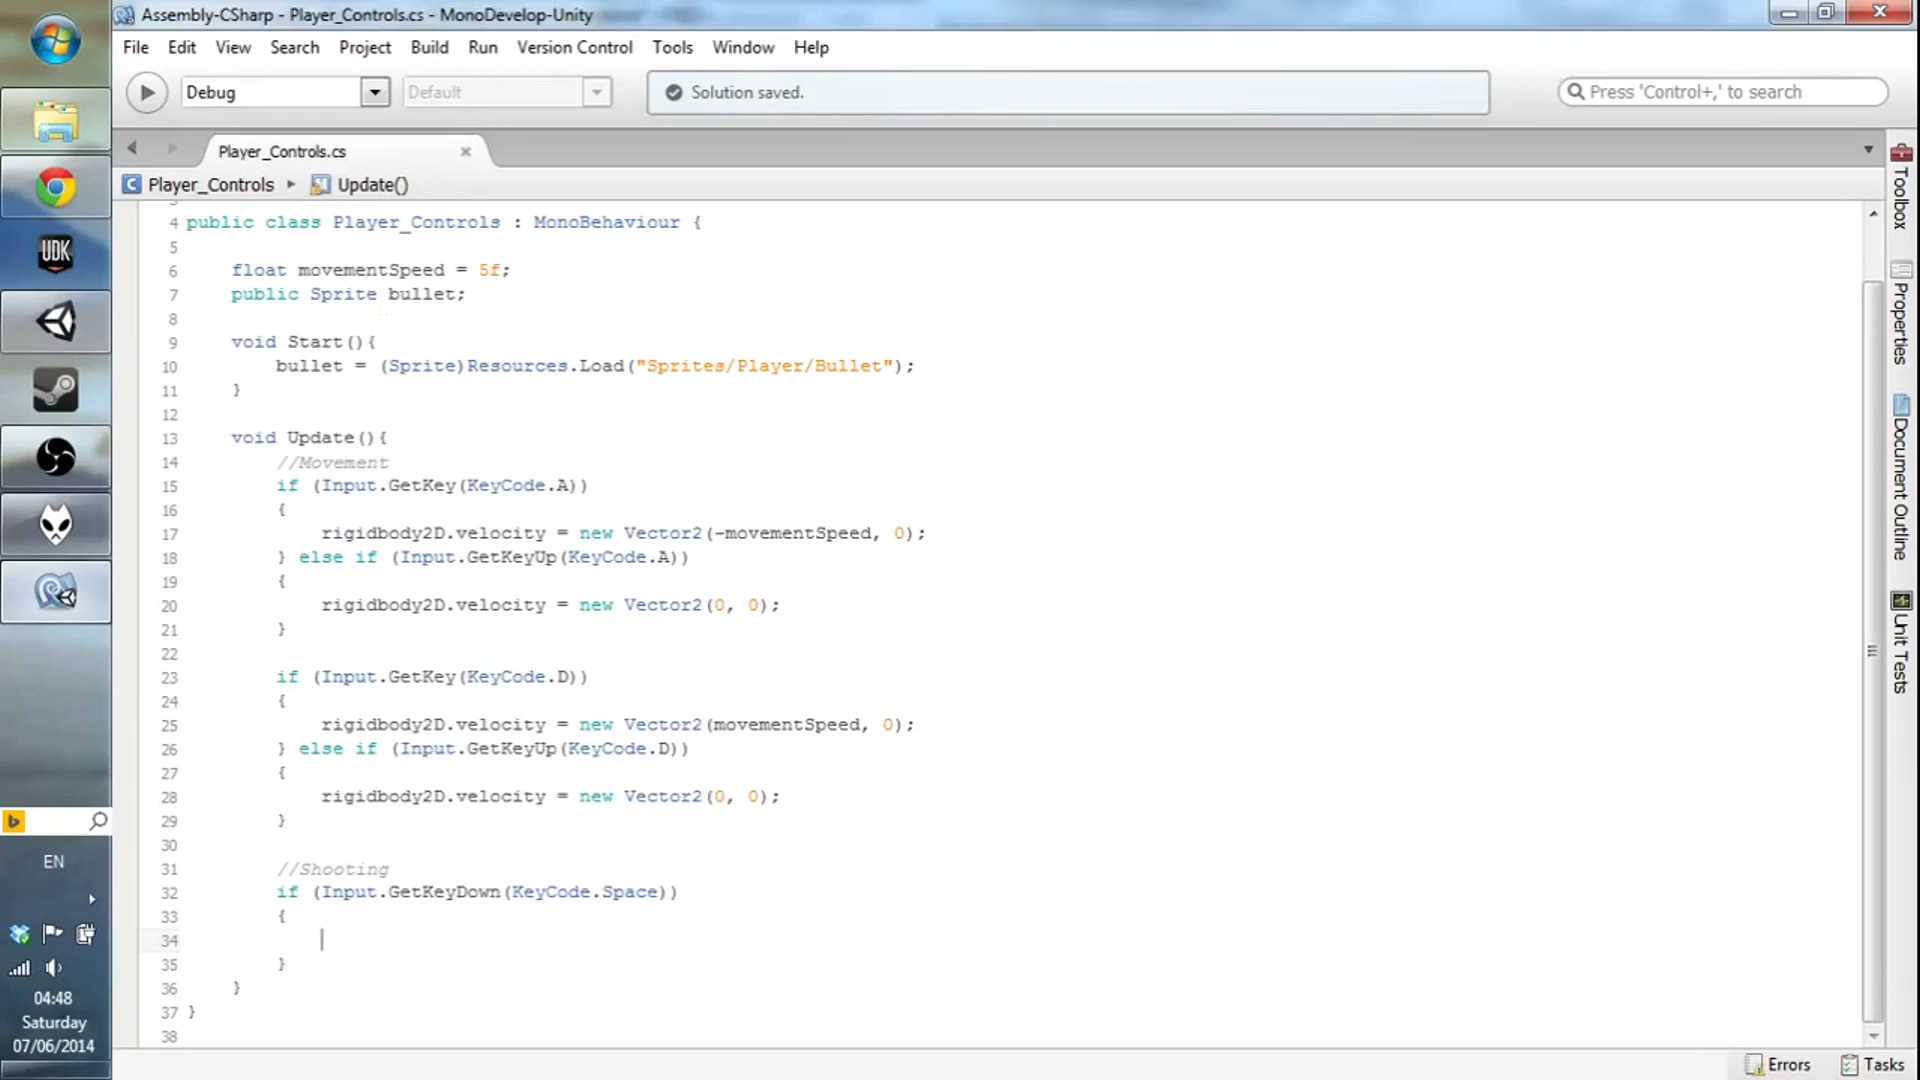 Assembly-CSharp - Player_Controls.cs - MonoDevelop-Unity
File Edit View Search Project Build Run Version Control Tools Window Help
Debug Default Solution saved. Press 'Control+,' to search
Player_Controls.cs
Player_Controls Update()
Toolbox
Properties
Document Outline
Unit Tests
4 public class Player_Controls : MonoBehaviour {
5
6 float movementSpeed = 5f;
7 public Sprite bullet;
8
9 void Start(){
10 bullet = (Sprite)Resources.Load("Sprites/Player/Bullet");
11 }
12
13 void Update(){
14 //Movement
15 if (Input.GetKey(KeyCode.A))
16 {
17 rigidbody2D.velocity = new Vector2(-movementSpeed, 0);
18 } else if (Input.GetKeyUp(KeyCode.A))
19 {
20 rigidbody2D.velocity = new Vector2(0, 0);
21 }
22
23 if (Input.GetKey(KeyCode.D))
24 {
25 rigidbody2D.velocity = new Vector2(movementSpeed, 0);
26 } else if (Input.GetKeyUp(KeyCode.D))
27 {
28 rigidbody2D.velocity = new Vector2(0, 0);
29 }
30
31 //Shooting
32 if (Input.GetKeyDown(KeyCode.Space))
33 {
34
35 }
36 }
37 }
38
UDK
EN
04:48
Saturday
07/06/2014
Errors Tasks